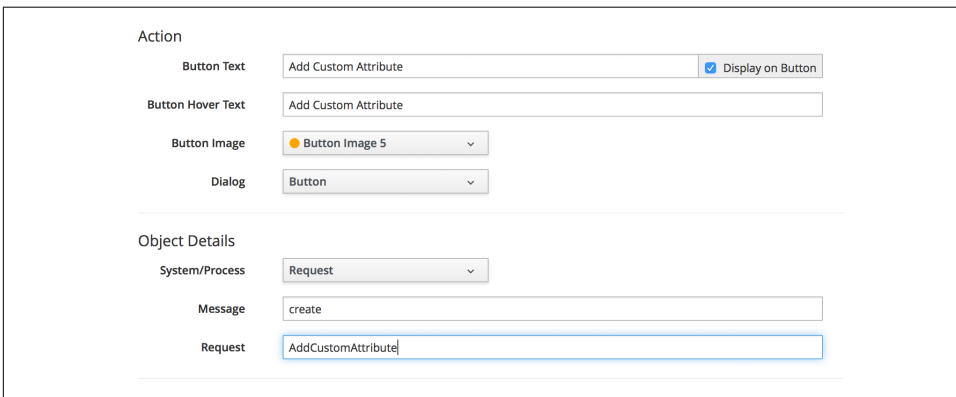 Action
Button Text Add Custom Attribute Display on Button
Button Hover Text Add Custom Attribute
Button Image Button Image 5
Dialog Button
Object Details
System/Process Request
Message create
Request AddCustomAttribute